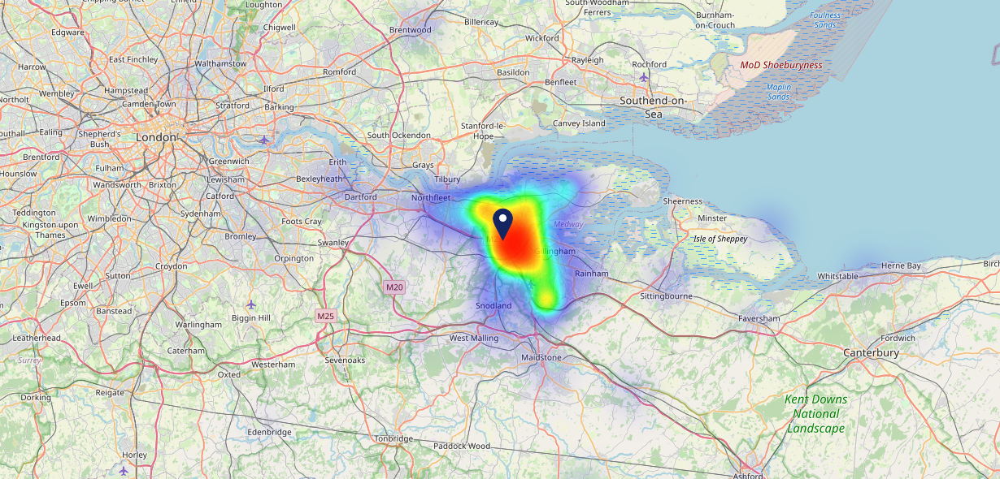 Chipping Barnet
Enfield
Loughton
South Woodham
Ferrers
Burnham-
on-Crouch
Foulness
Sands
Edgware
Chigwell
Brentwood
Billericay
Wickford
Harrow
East Finchley
Walthamstow
Romford
Basildon
Rayleigh
Rochford
MoD Shoeburyness
Wembley
Hampstead
Ilford
Benfleet
Maplin
Sands
Northolt
Camden Town
Stratford
Barking
Southend-on-
Sea
Southall
Ealing
Shepherd's
Bush
London
South Ockendon
Stanford-le-
Hope
Canvey Island
Brentford
Greenwich
Erith
Grays
Hounslow
Fulham
Wandsworth
Brixton
Lewisham
Catford
Bexleyheath
Dartford
Tilbury
Northfleet
Sheerness
Teddington
Kingston upon
Thames
Wimbledon
Sydenham
Foots Cray
Medway
Minster
Bromley
Swanley
Isle of Sheppey
Croydon
Orpington
Gillingham
Herne Bay
Birch
Sutton
Rainham
Whitstable
Ewell
M20
Sittingbourne
Epsom
Banstead
Biggin Hill
Snodland
Warlingham
M25
Faversham
Leatherhead
West Malling
Fordwich
Surrey
Caterham
Westerham
Sevenoaks
Maidstone
Canterbury
Oxted
Dorking
Reigate
Kent Downs
National
Landscape
Edenbridge
Tonbridge
Paddock Wood
Horley
Ashford